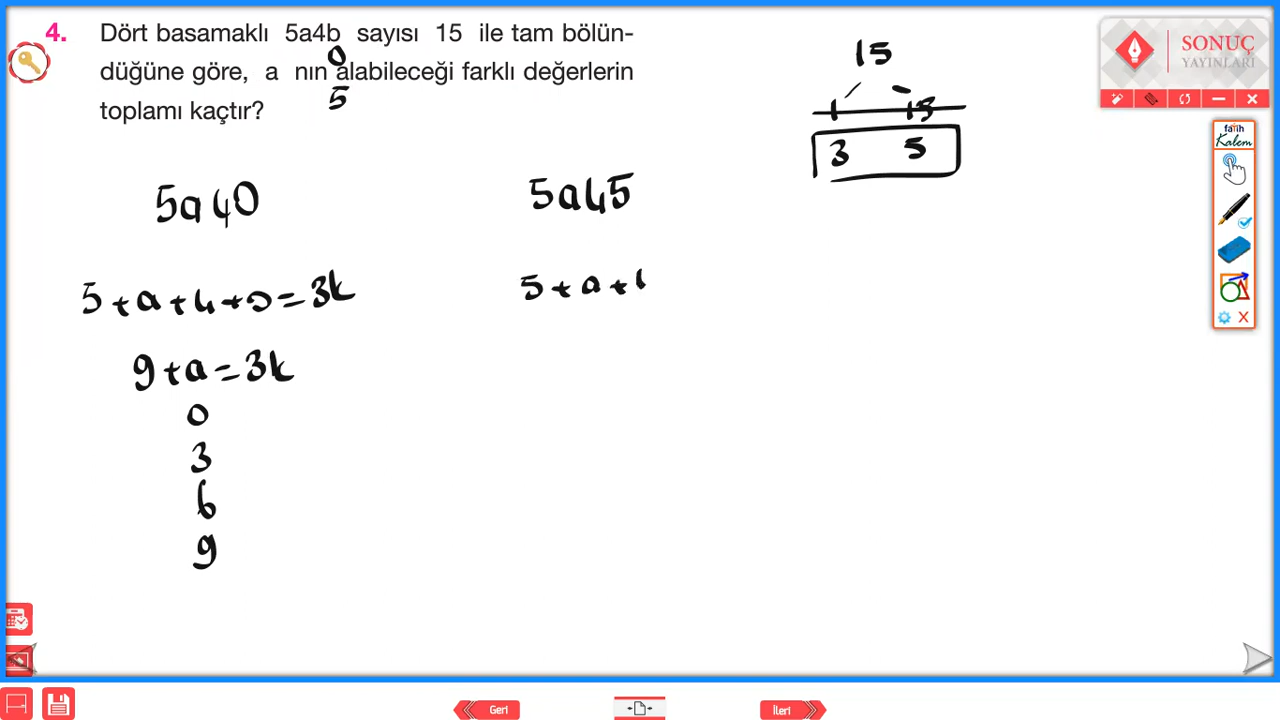 4. Dört basamaklı 5a4b sayısı 15 ile tam bölün-
0
düğüne göre, a nın alabileceği farklı değerlerin
5
toplamı kaçtır?
15
1 15
3 5
SONUÇ
YAYINLARI
fatih
Kalem
5a40
5a45
5+a+4+0=3k
5+a+
9+a=3k
0
3
6
9
Geri
İleri